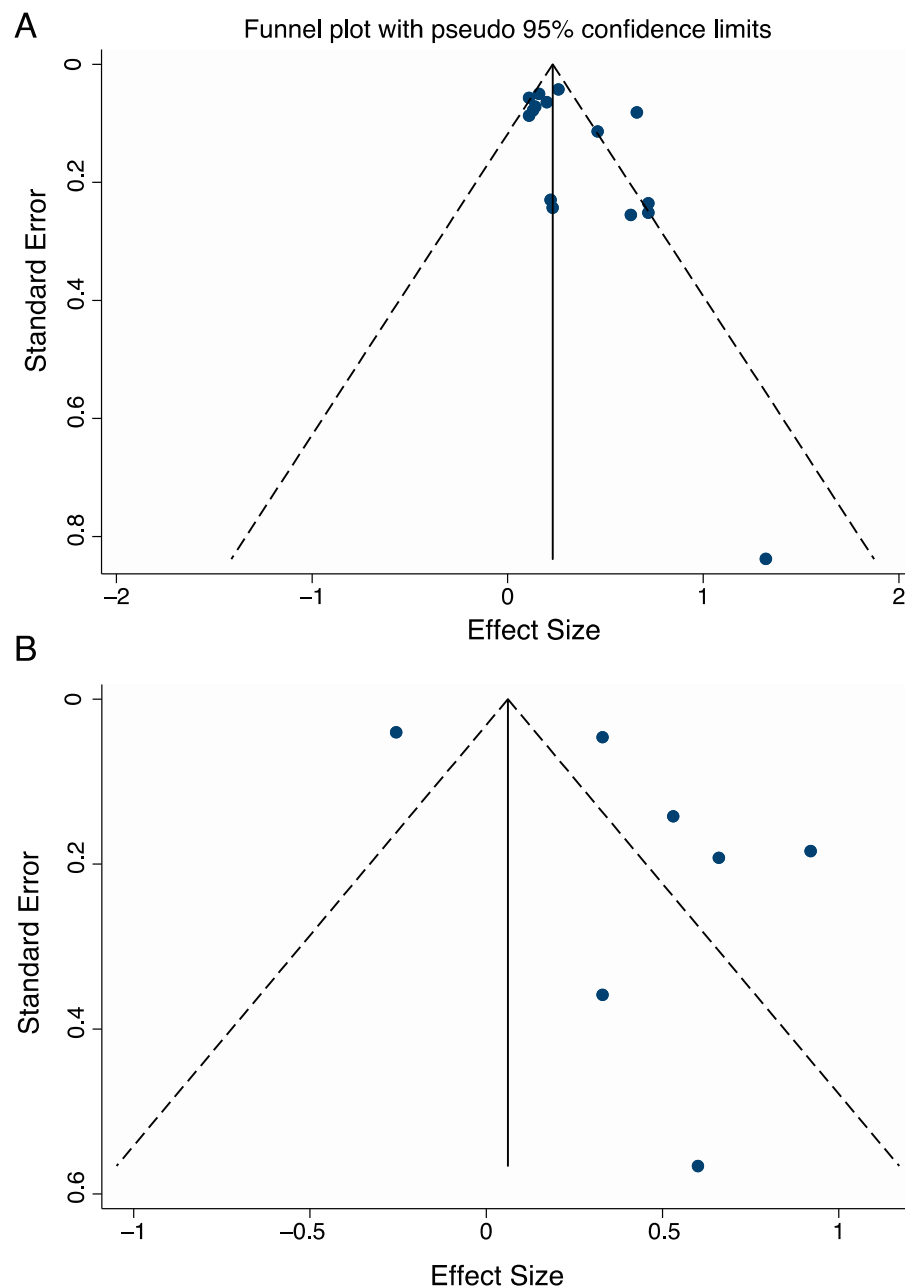 A
Funnel plot with pseudo 95% confidence limits
0
0.2
0.4
0.6
0.8
Standard Error
−2
−1
0
1
2
Effect Size
B
0
0.2
0.4
0.6
Standard Error
−1
−0.5
0
0.5
1
Effect Size